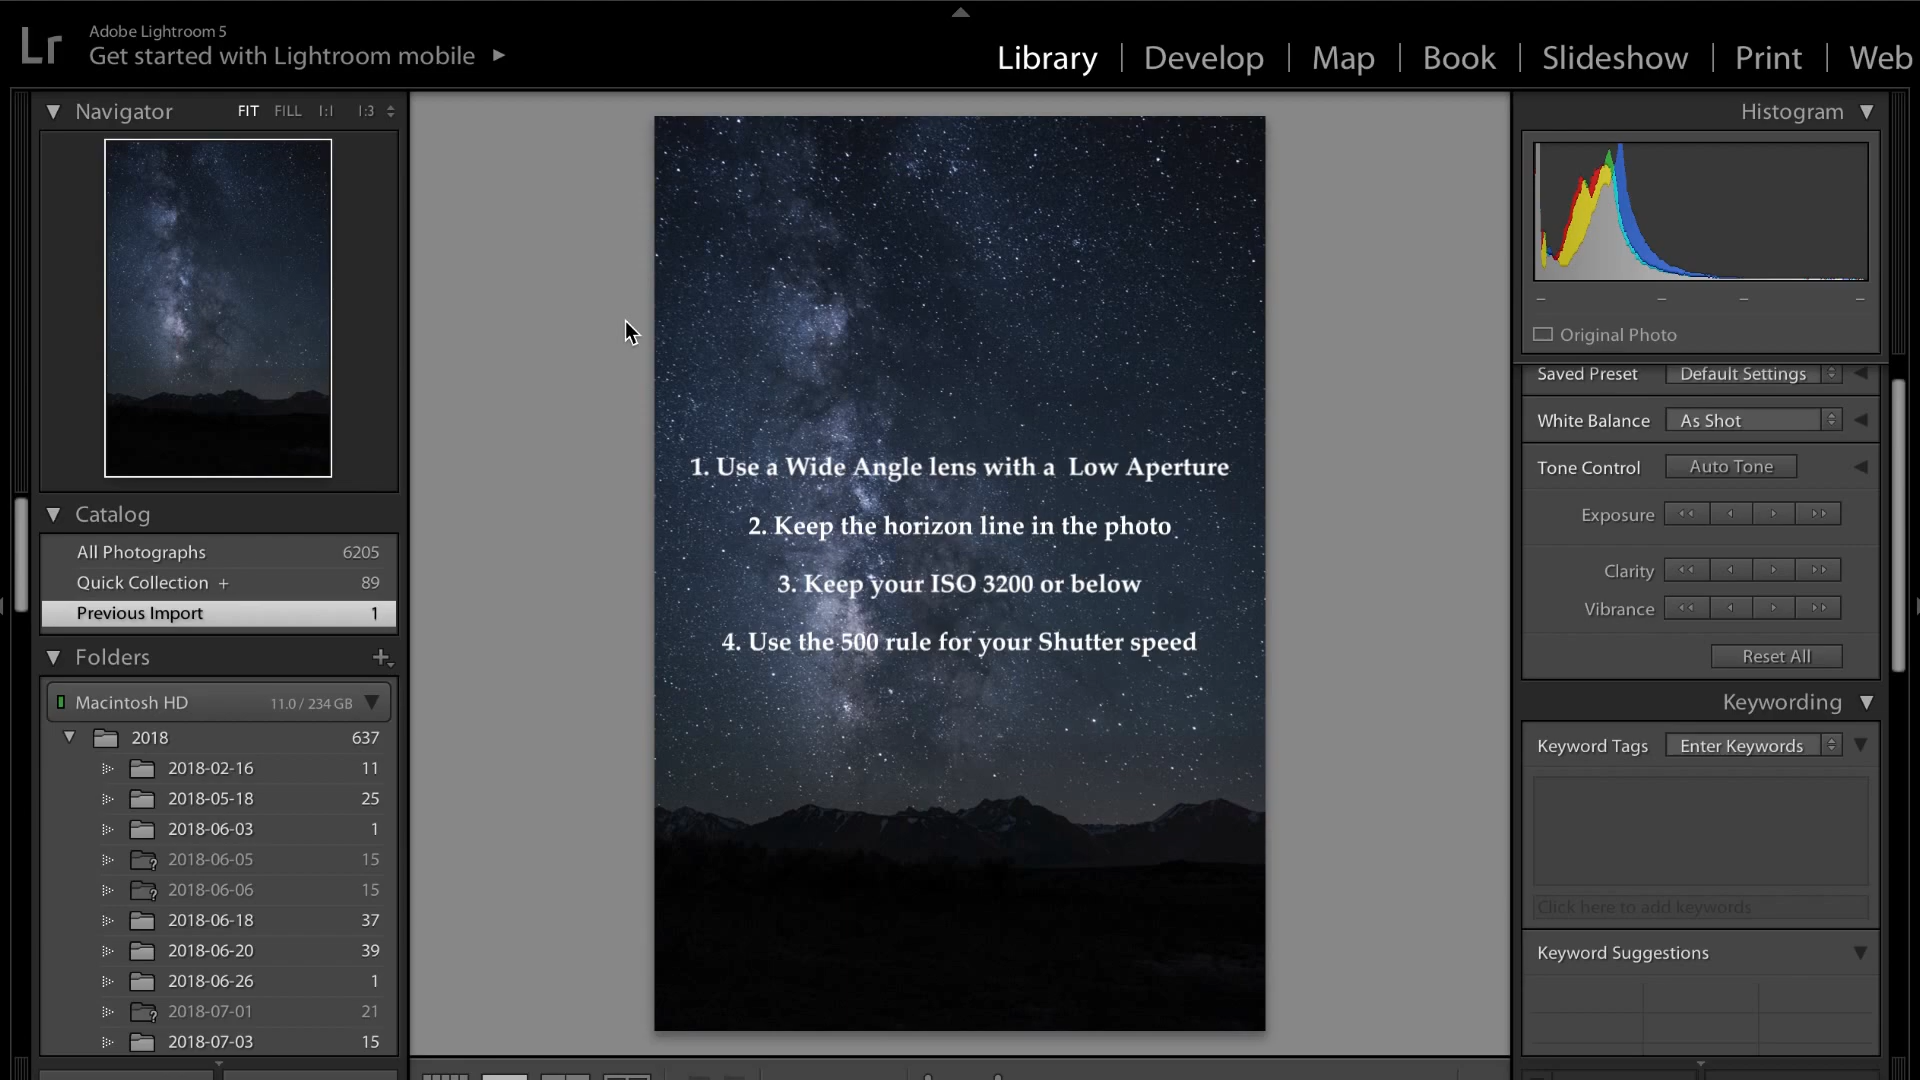 Lr
Adobe Lightroom 5
Get started with Lightroom mobile
Library | Develop | Map | Book | Slideshow | Print | Web
Navigator FIT FILL 1:1 1:3
Catalog
All Photographs 6205
Quick Collection + 89
Previous Import 1
Folders
Macintosh HD 11.0 / 234 GB
2018 637
2018-02-16 11
2018-05-18 25
2018-06-03 1
2018-06-05 15
2018-06-06 15
2018-06-18 37
2018-06-20 39
2018-06-26 1
2018-07-01 21
2018-07-03 15
1. Use a Wide Angle lens with a Low Aperture
2. Keep the horizon line in the photo
3. Keep your ISO 3200 or below
4. Use the 500 rule for your Shutter speed
Histogram
Original Photo
Saved Preset Default Settings
White Balance As Shot
Tone Control Auto Tone
Exposure
Clarity
Vibrance
Reset All
Keywording
Keyword Tags Enter Keywords
Click here to add keywords
Keyword Suggestions